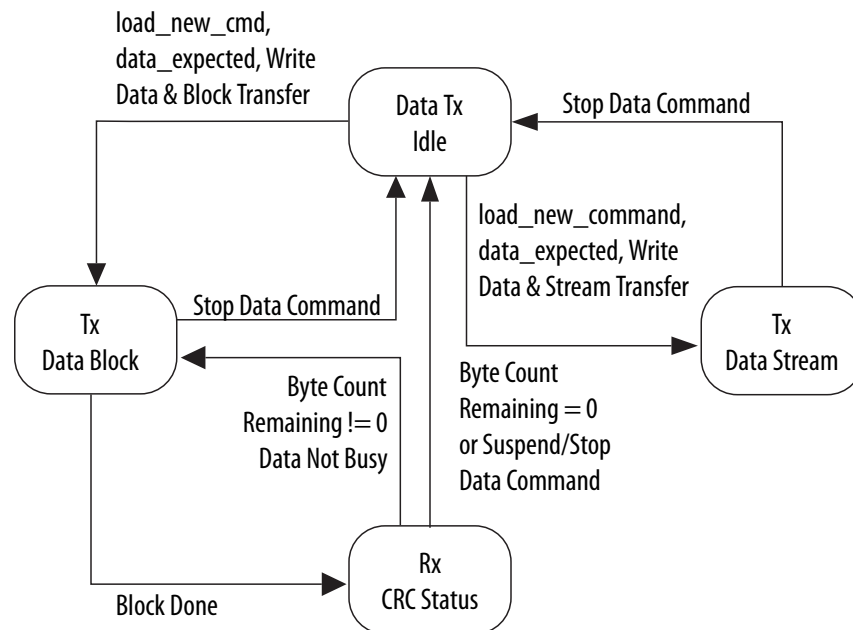 load_new_cmd,
data_expected, Write
Data & Block Transfer
Data Tx
Idle
Stop Data Command
load_new_command,
data_expected, Write
Data & Stream Transfer
Tx
Data Block
Stop Data Command
Tx
Data Stream
Byte Count
Remaining != 0
Data Not Busy
Byte Count
Remaining = 0
or Suspend/Stop
Data Command
Rx
CRC Status
Block Done